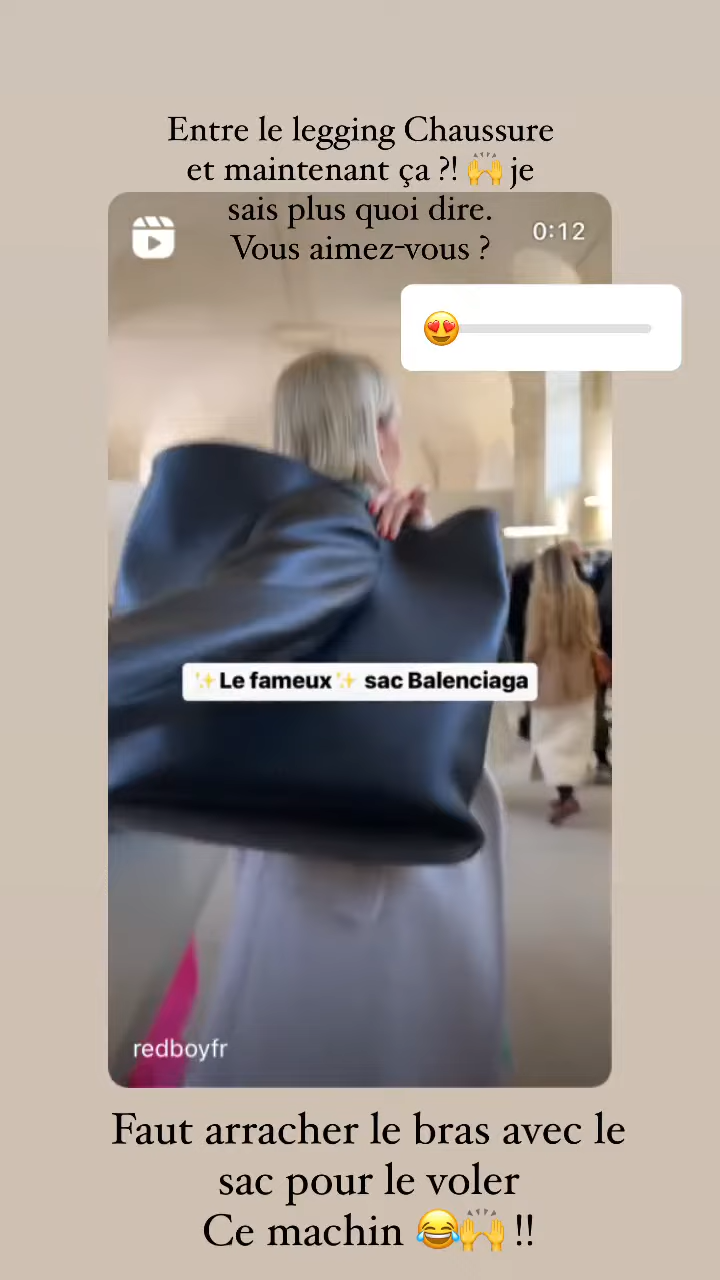 Entre le legging Chaussure
et maintenant ça ?! 🙌 je
sais plus quoi dire.
Vous aimez-vous ?
0:12
✨Le fameux✨ sac Balenciaga
redboyfr
Faut arracher le bras avec le
sac pour le voler
Ce machin 😂🙌 !!